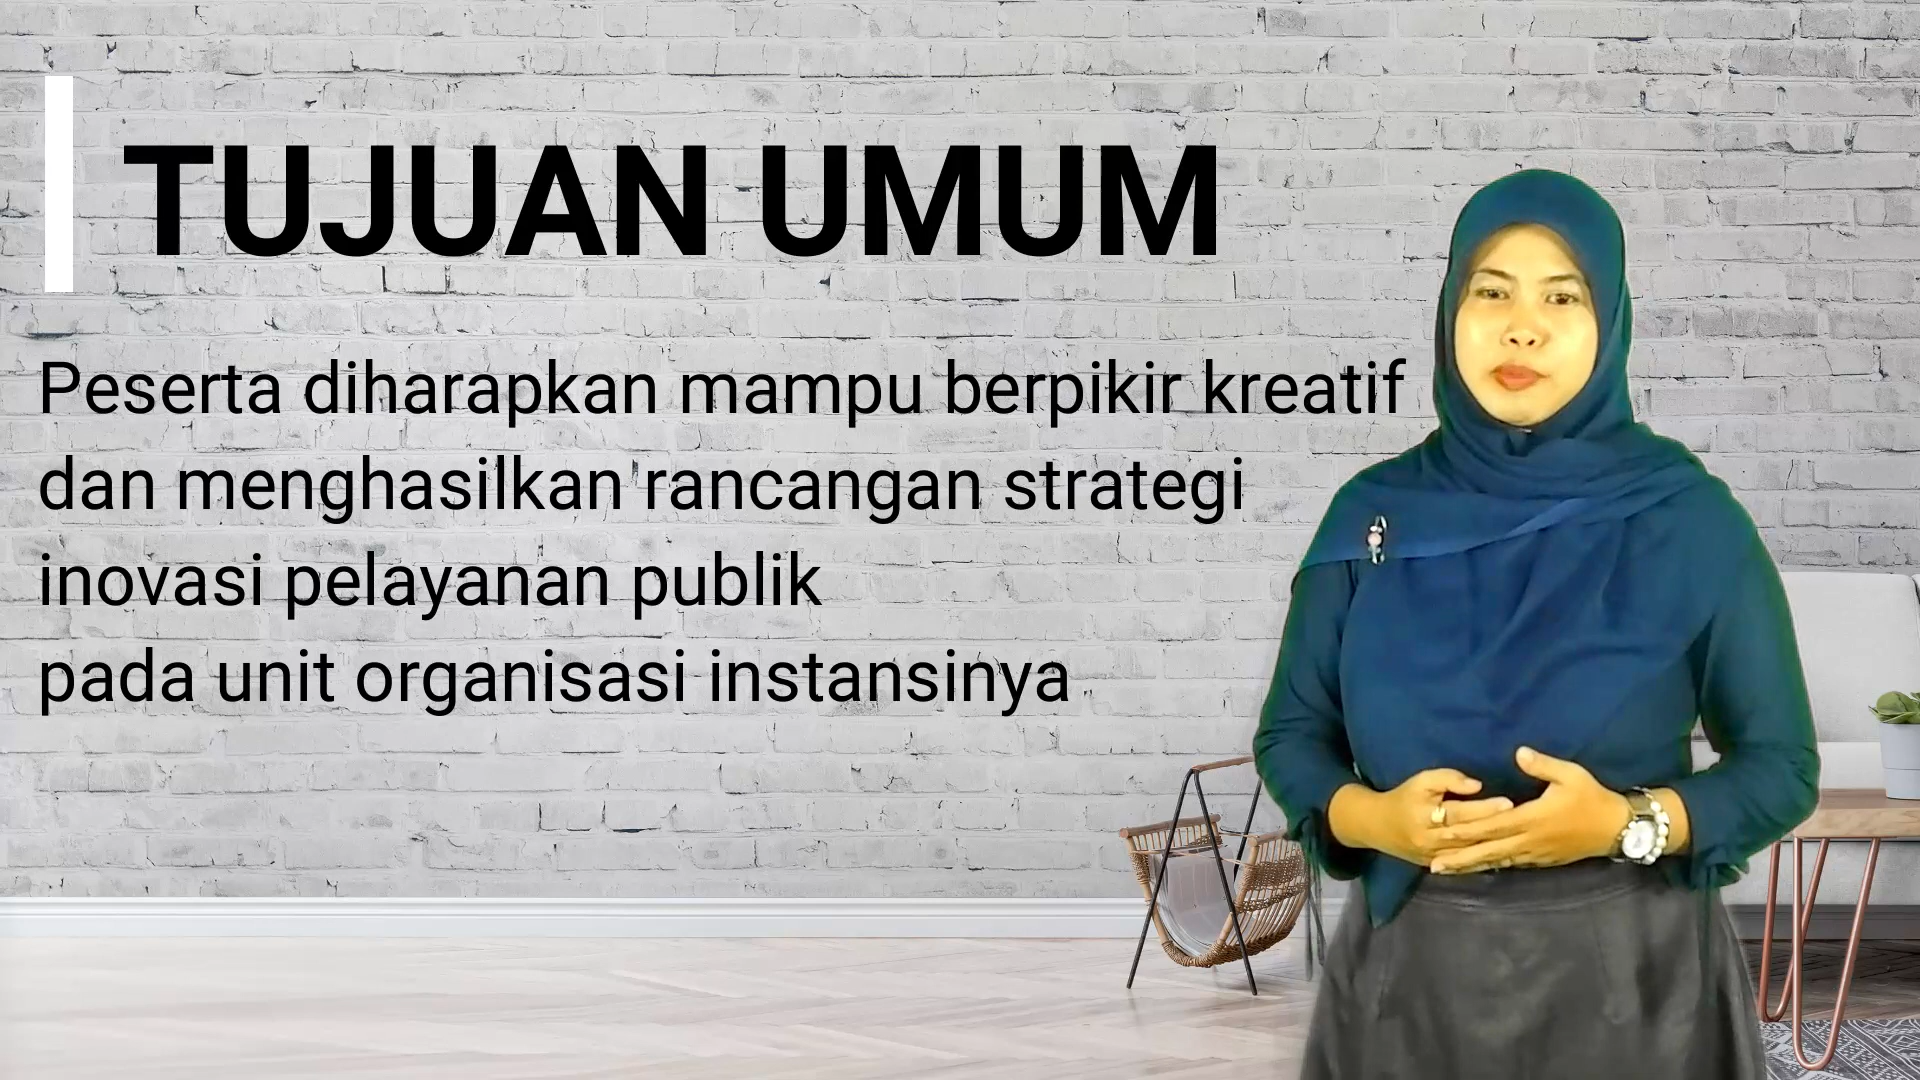 TUJUAN UMUM
Peserta diharapkan mampu berpikir kreatif
dan menghasilkan rancangan strategi
inovasi pelayanan publik
pada unit organisasi instansinya